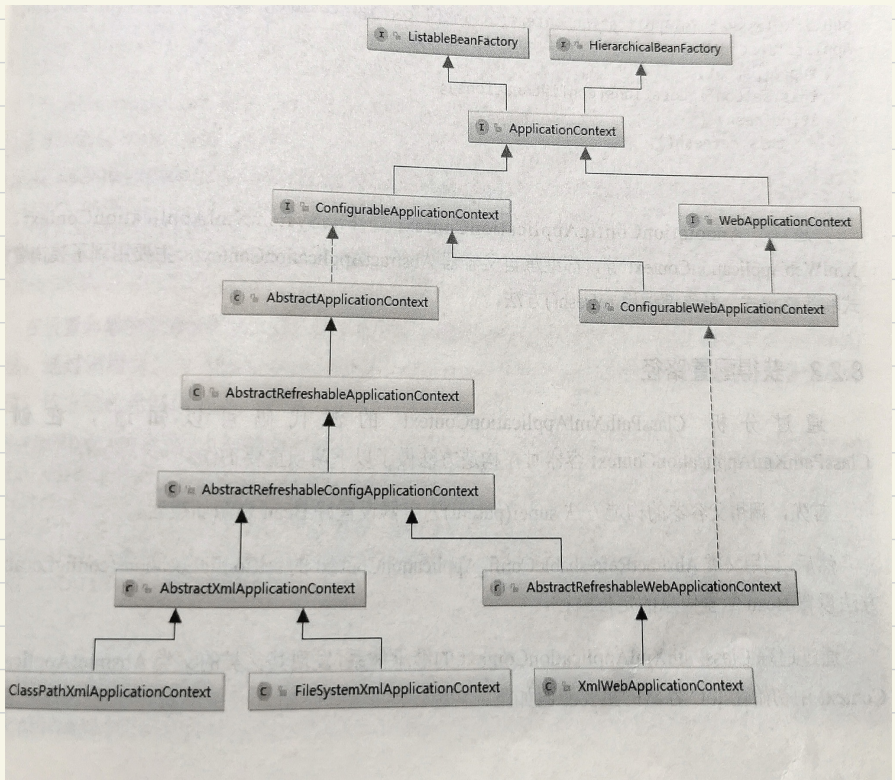 ListableBeanFactory
HierarchicalBeanFactory
ApplicationContext
ConfigurableApplicationContext
WebApplicationContext
AbstractApplicationContext
ConfigurableWebApplicationContext
AbstractRefreshableApplicationContext
AbstractRefreshableConfigApplicationContext
AbstractXmlApplicationContext
AbstractRefreshableWebApplicationContext
ClassPathXmlApplicationContext
FileSystemXmlApplicationContext
XmlWebApplicationContext